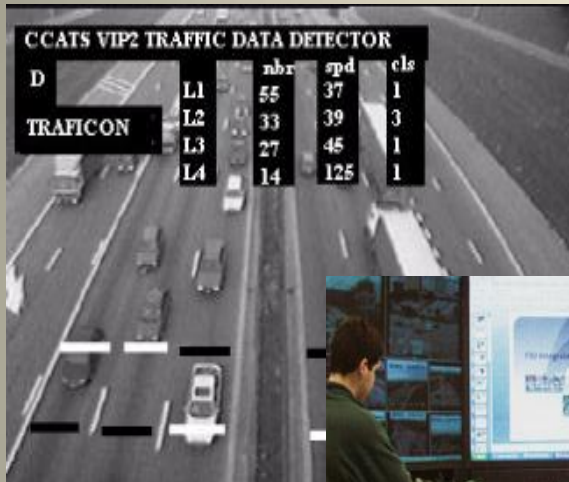 CCATS VIP2 TRAFFIC DATA DETECTOR
D nbr spd cls
L1 55 37 1
L2 33 39 3
TRAFICON L3 27 45 1
L4 14 125 1